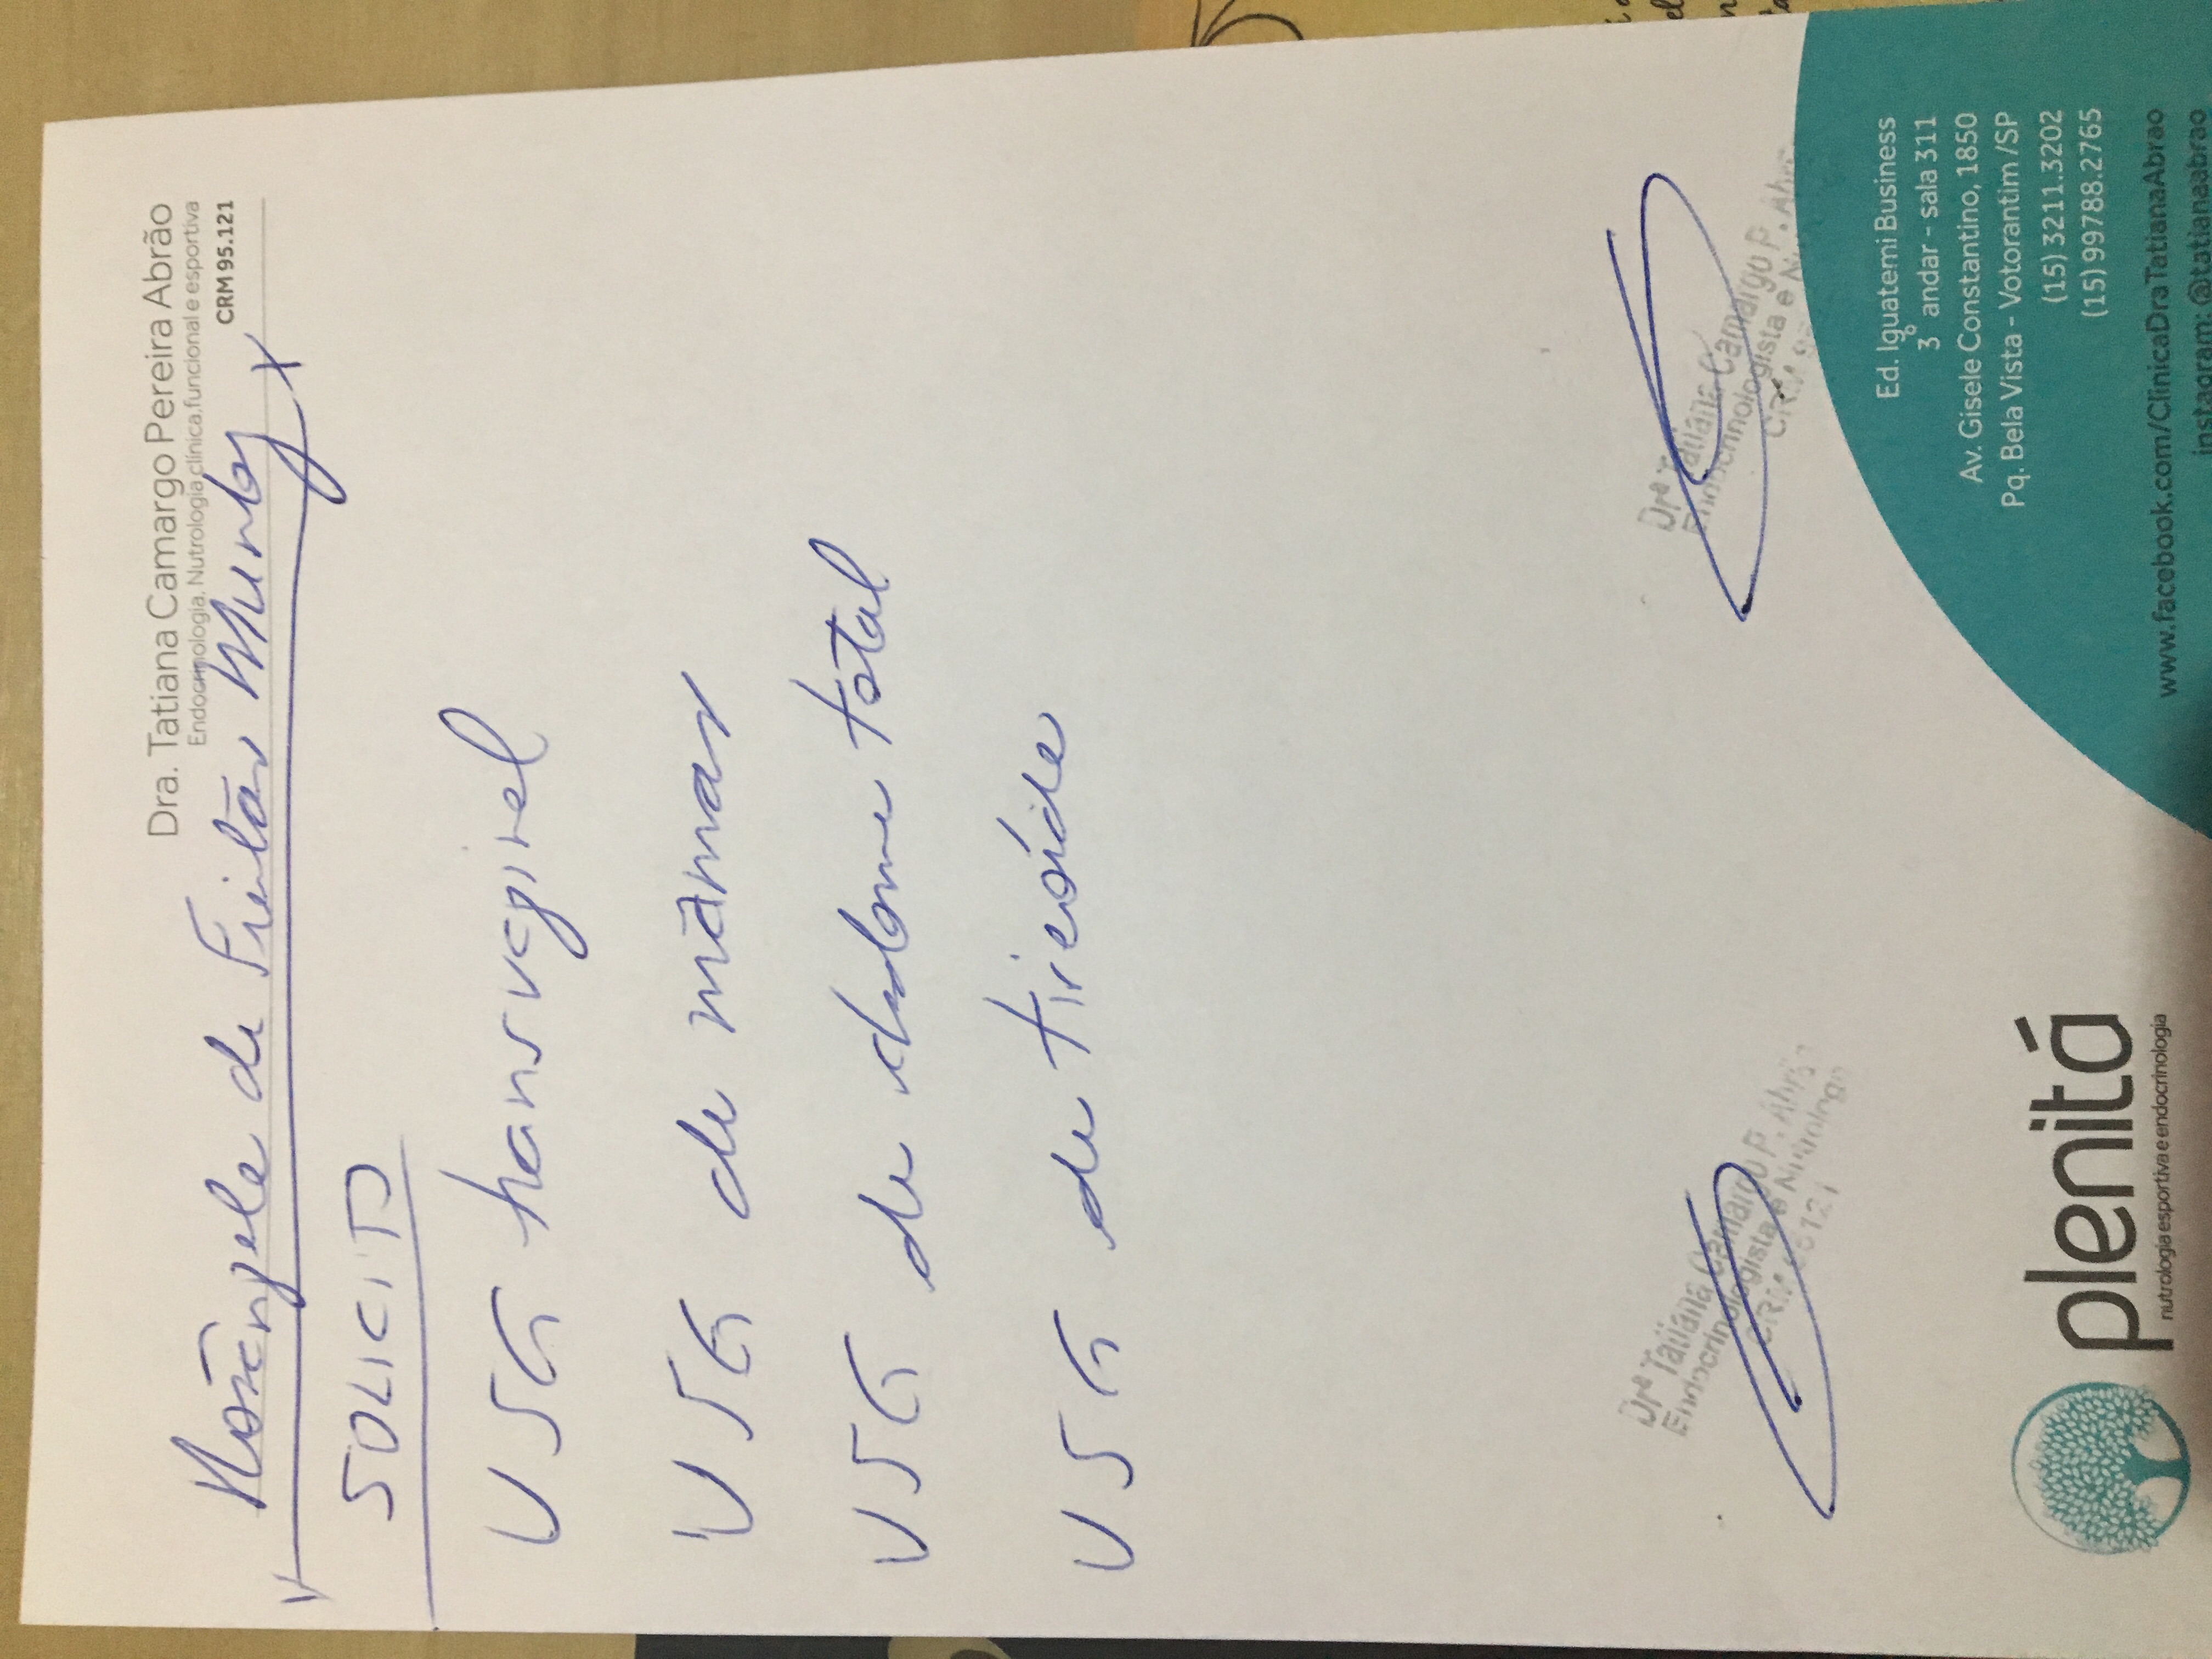 Dra. Tatiana Camargo Pereira Abrão
Endocrinologia, Nutrologia clínica, funcional e esportiva
CRM 95.121
Rosângela de Freitas
SOLICITO
USG transvaginal
USG de mamas
USG de abdome total
USG de tireóide
Drª Tatiana Camargo P. Abrão
Endocrinologista e Nutrologa
CRM 95121
Drª Tatiana Camargo P. Abrão
Endocrinologista e
CRM
Ed. Iguatemi Business
3° andar - sala 311
Av. Gisele Constantino, 1850
Pq. Bela Vista - Votorantim /SP
(15) 3211.3202
(15) 99788.2765
www.facebook.com/ClinicaDraTatianaAbrao
instagram: @tatianaabrao
plenitá
nutrologia esportiva e endocrinologia